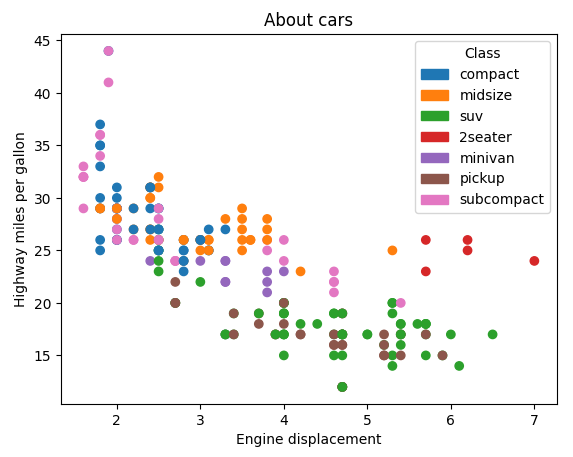 About cars
Highway miles per gallon
45
40
35
30
25
20
15
Class
compact
midsize
suv
2seater
minivan
pickup
subcompact
2
3
4
5
6
7
Engine displacement